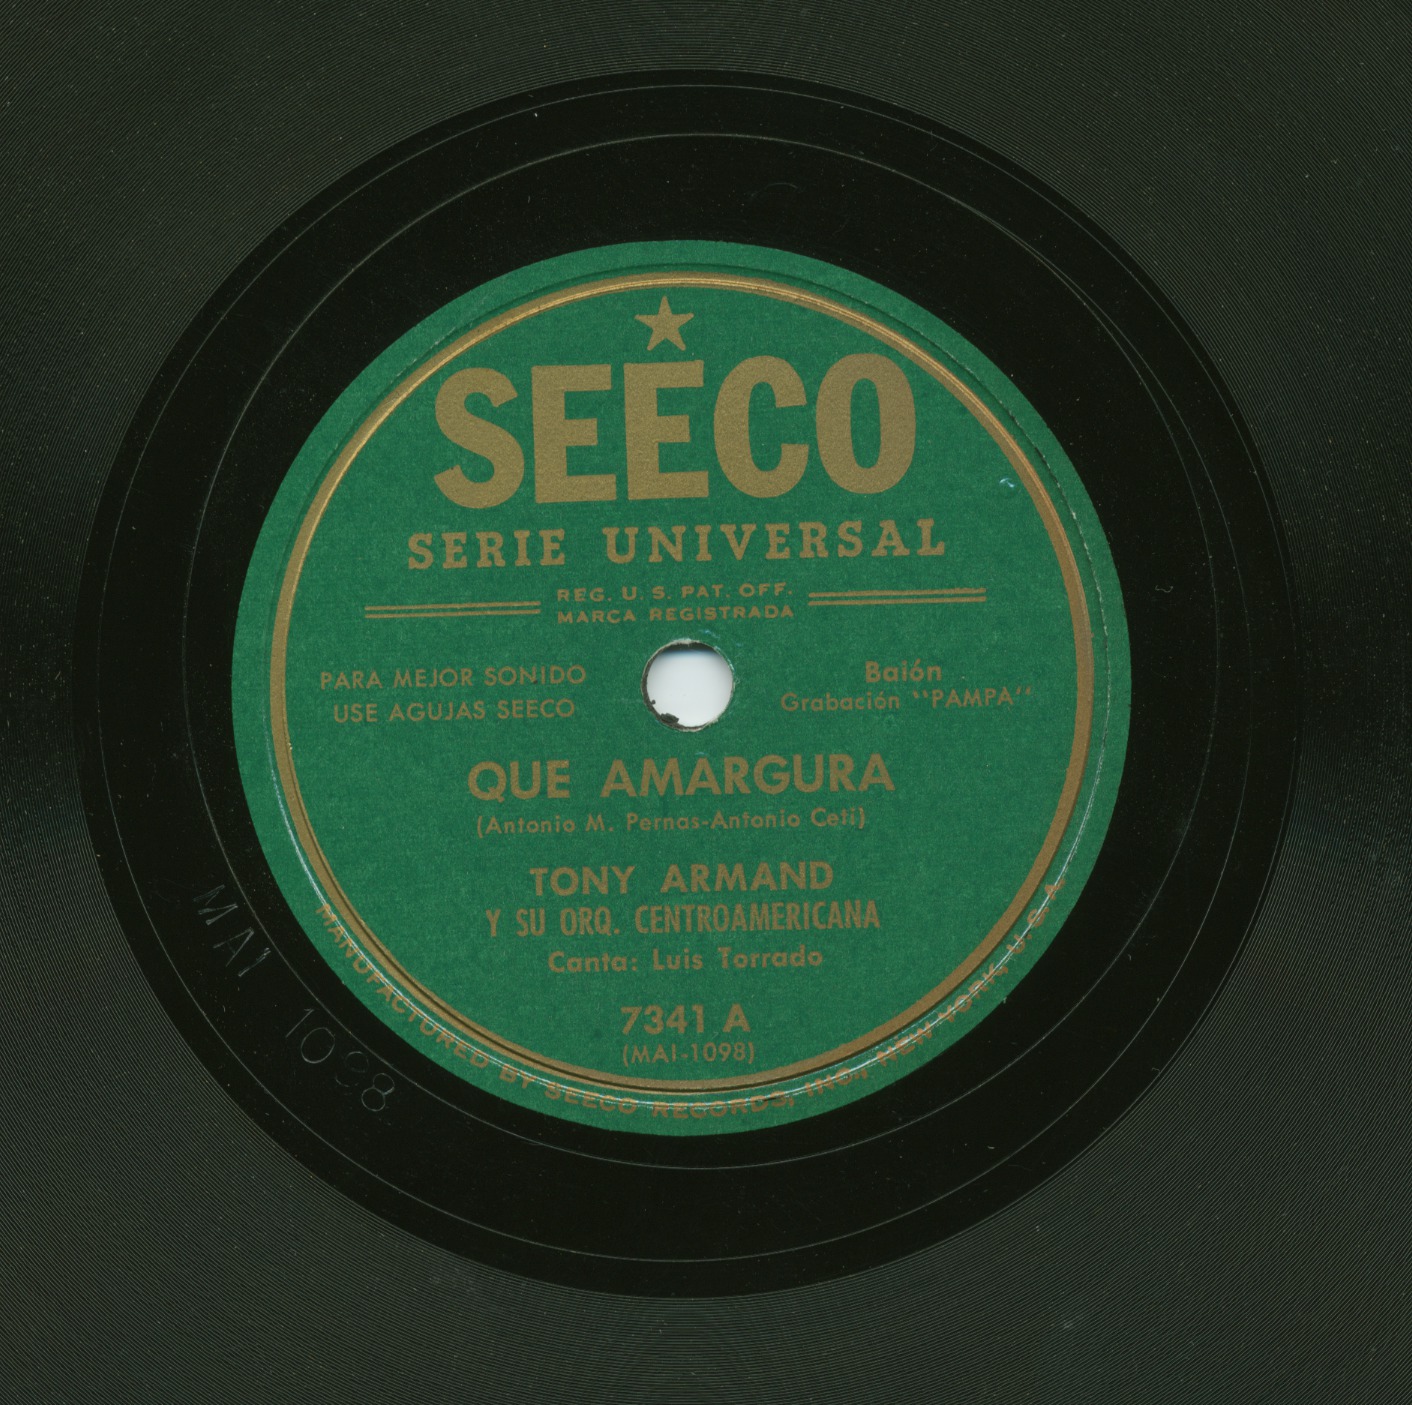 SEECO
SERIE UNIVERSAL
REG. U. S. PAT. OFF.
MARCA REGISTRADA
PARA MEJOR SONIDO
USE AGUJAS SEECO
Baión
Grabación "PAMPA"
QUE AMARGURA
(Antonio M. Pernas-Antonio Ceti)
TONY ARMAND
Y SU ORQ. CENTROAMERICANA
Canta: Luis Torrado
7341 A
(MAI-1098)
MANUFACTURED BY SEECO RECORDS, INC., NEW YORK, U. S. A.
MAI 1098